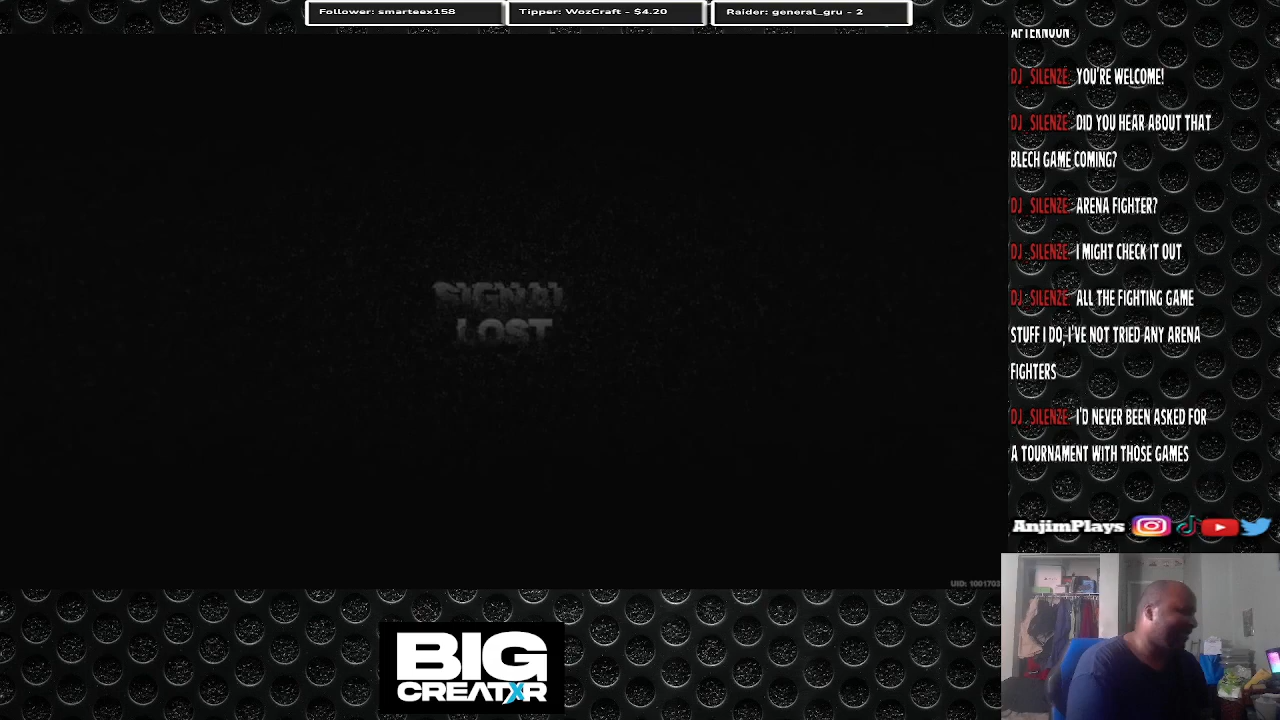 Follower: smarteex158
Tipper: WozCraft - $4.20
Raider: general_gru - 2
AFTERNOON
DJ_SILENZE: YOU'RE WELCOME!
DJ_SILENZE: DID YOU HEAR ABOUT THAT
BLECH GAME COMING?
DJ_SILENZE: ARENA FIGHTER?
DJ_SILENZE: I MIGHT CHECK IT OUT
DJ_SILENZE: ALL THE FIGHTING GAME
STUFF I DO, I'VE NOT TRIED ANY ARENA
FIGHTERS
DJ_SILENZE: I'D NEVER BEEN ASKED FOR
A TOURNAMENT WITH THOSE GAMES
SIGNAL
LOST
AnjimPlays
UID: 1001703
BIG
CREATXR